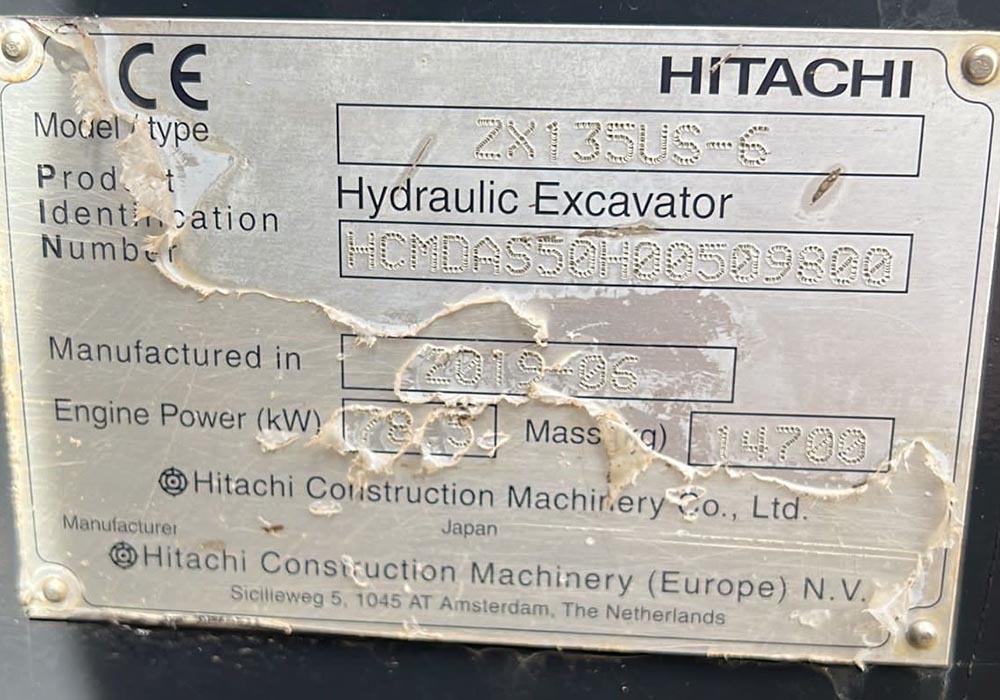 CE
HITACHI
Model / type ZX135US-6
Product Hydraulic Excavator
Identification
Number HCMDAS50H00509800
Manufactured in 2019-06
Engine Power (kW) 78.5 Mass (kg) 14700
Hitachi Construction Machinery Co., Ltd.
Manufacturer Japan
Hitachi Construction Machinery (Europe) N.V.
Sicilieweg 5, 1045 AT Amsterdam, The Netherlands